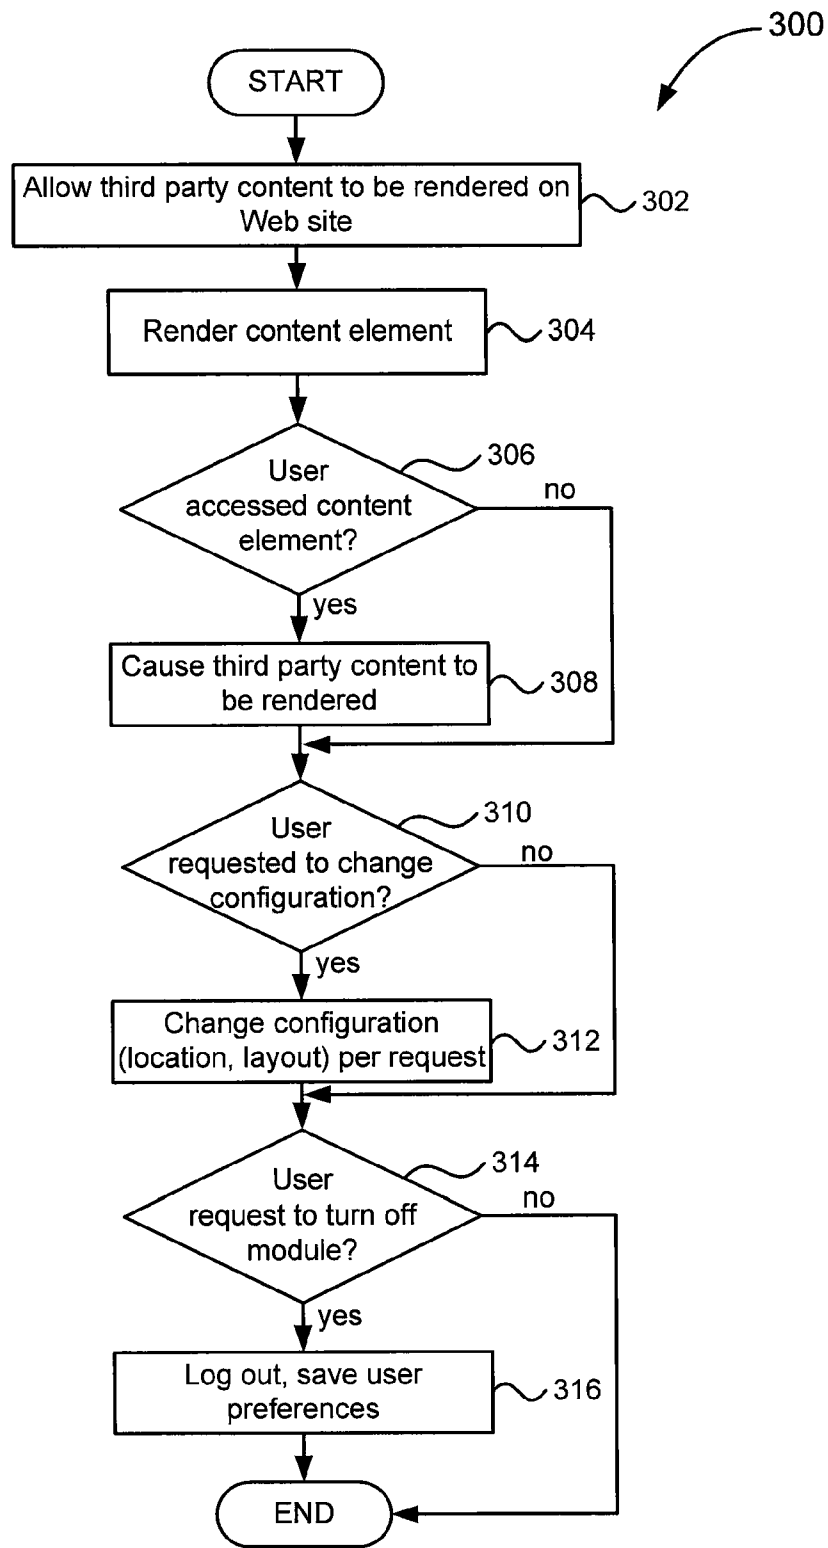 300
START
Allow third party content to be rendered on
Web site
302
Render content element
304
306
User
accessed content
element?
no
yes
Cause third party content to
be rendered
308
310
User
requested to change
configuration?
no
yes
Change configuration
(location, layout) per request
312
314
User
request to turn off
module?
no
yes
Log out, save user
preferences
316
END